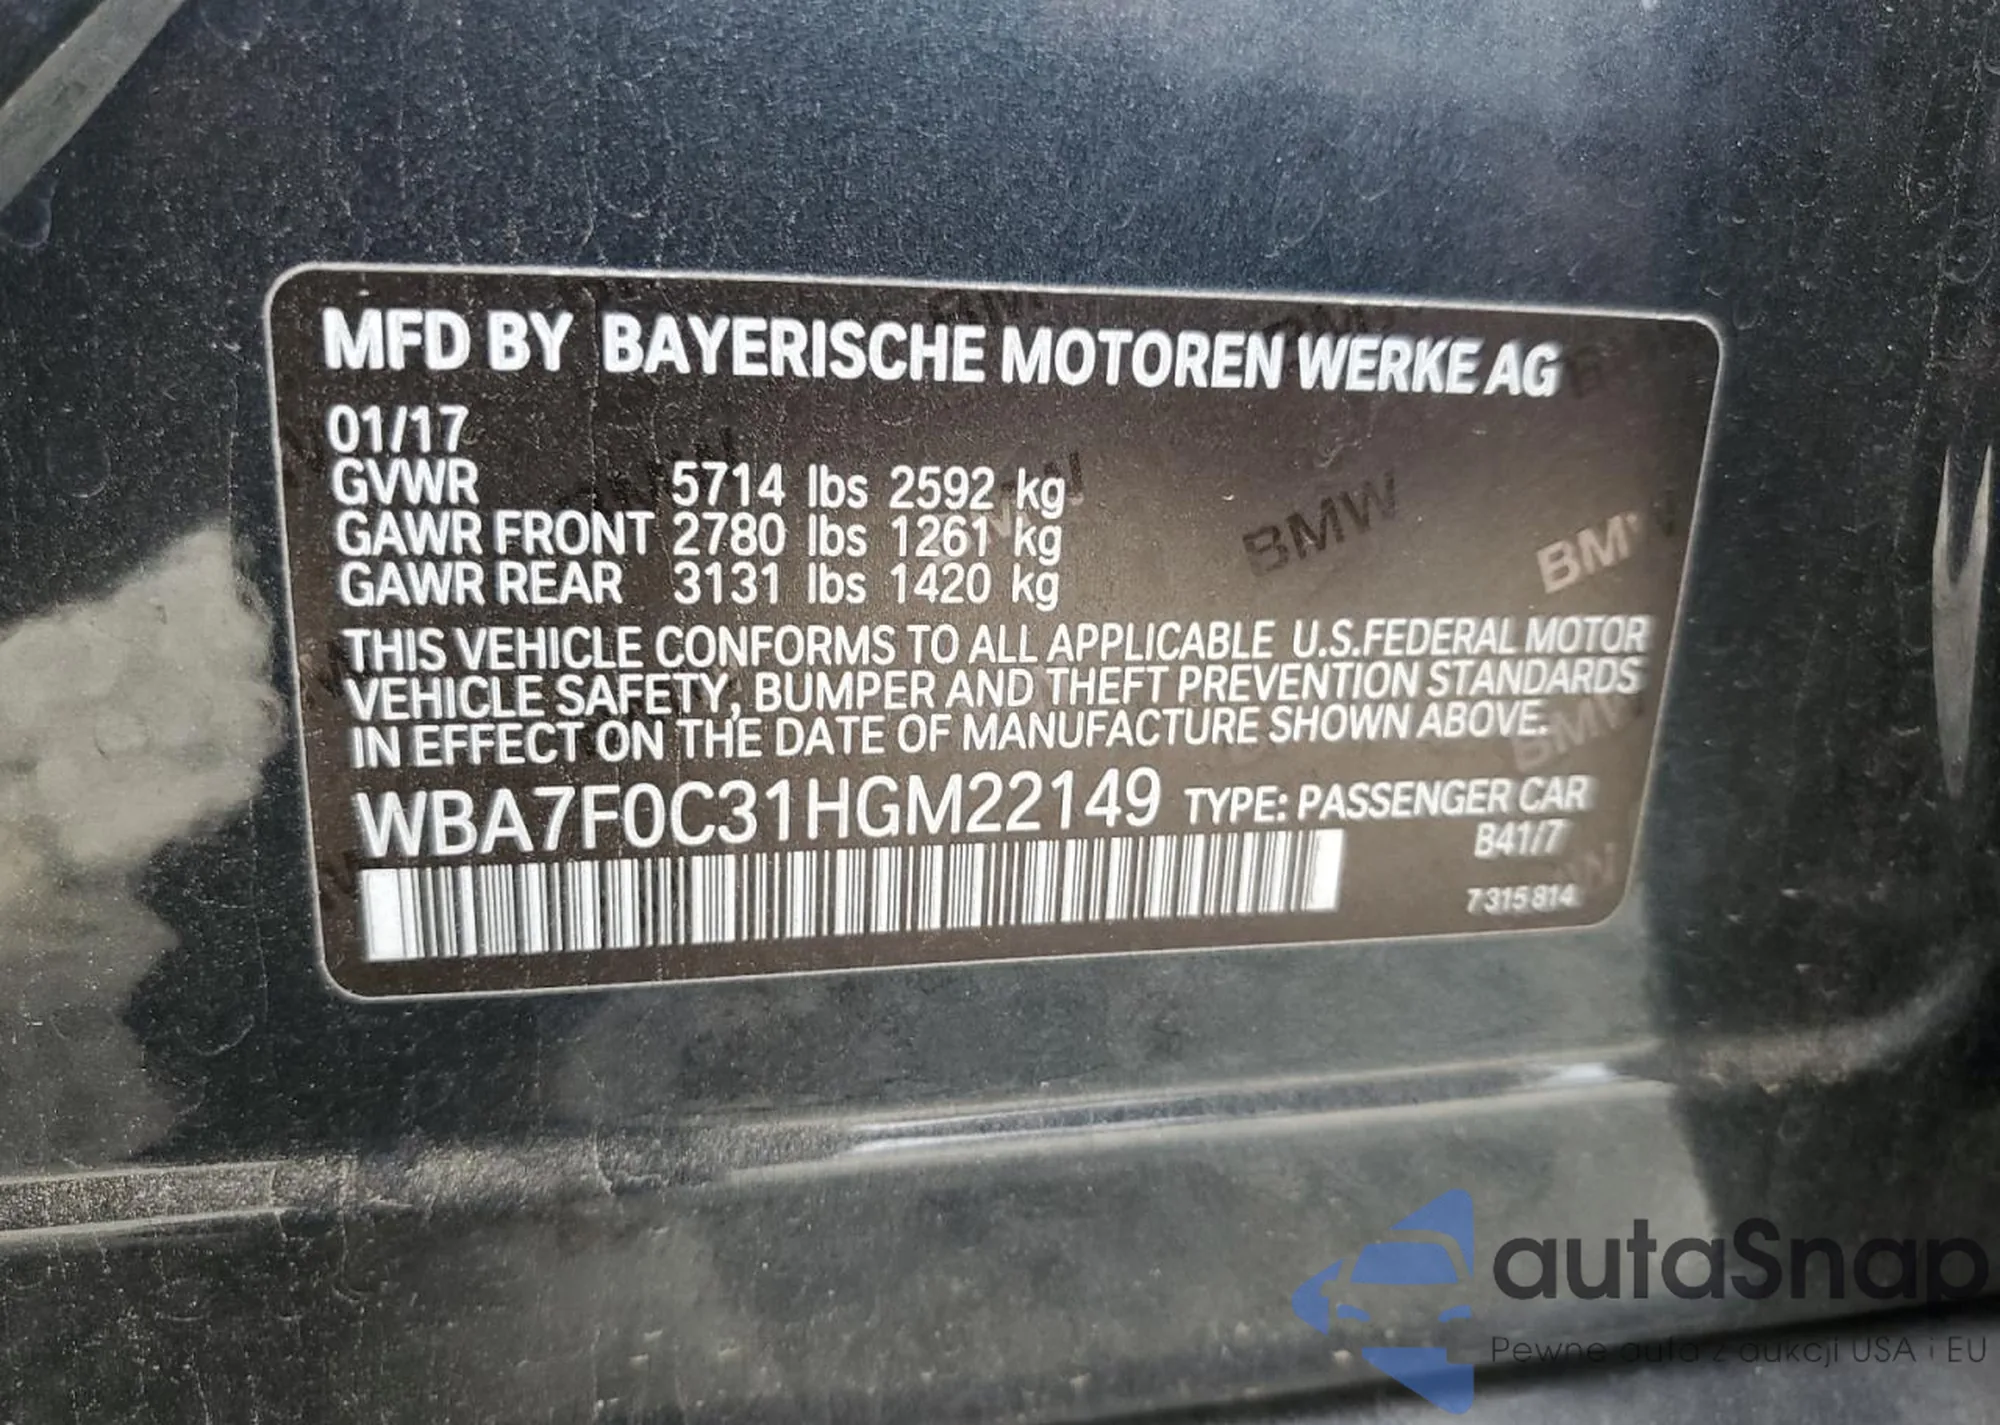 MFD BY BAYERISCHE MOTOREN WERKE AG
01/17
GVWR 5714 lbs 2592 kg
GAWR FRONT 2780 lbs 1261 kg
GAWR REAR 3131 lbs 1420 kg
THIS VEHICLE CONFORMS TO ALL APPLICABLE U.S.FEDERAL MOTOR
VEHICLE SAFETY, BUMPER AND THEFT PREVENTION STANDARDS
IN EFFECT ON THE DATE OF MANUFACTURE SHOWN ABOVE.
WBA7F0C31HGM22149 TYPE: PASSENGER CAR
B41/7
7315814
BMW
BMW
autaSnap
Pewne auta z aukcji USA i EU